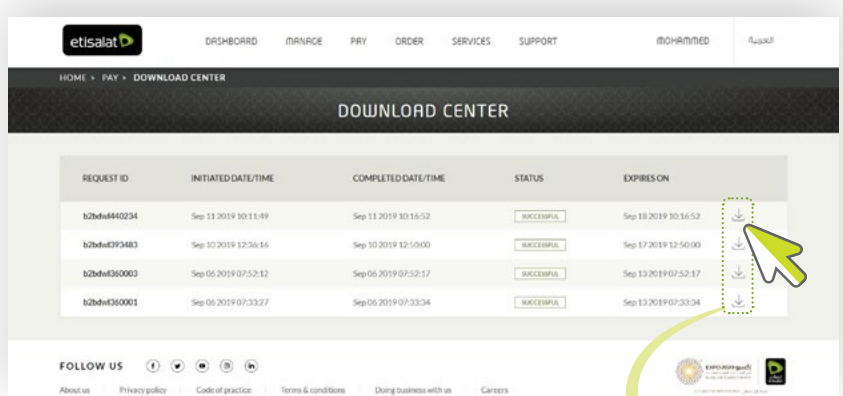 etisalat
DASHBOARD MANAGE PAY ORDER SERVICES SUPPORT MOHAMMED العربية
HOME > PAY > DOWNLOAD CENTER
DOWNLOAD CENTER
REQUEST ID INITIATED DATE/TIME COMPLETED DATE/TIME STATUS EXPIRES ON
b2bdwl440234 Sep 11 2019 10:11:49 Sep 11 2019 10:16:52 SUCCESSFUL Sep 18 2019 10:16:52
b2bdwl393483 Sep 10 2019 12:36:16 Sep 10 2019 12:50:00 SUCCESSFUL Sep 17 2019 12:50:00
b2bdwl360003 Sep 06 2019 07:52:12 Sep 06 2019 07:52:17 SUCCESSFUL Sep 13 2019 07:52:17
b2bdwl360001 Sep 06 2019 07:33:27 Sep 06 2019 07:33:34 SUCCESSFUL Sep 13 2019 07:33:34
FOLLOW US
About us Privacy policy Code of practice Terms & conditions Doing business with us Careers